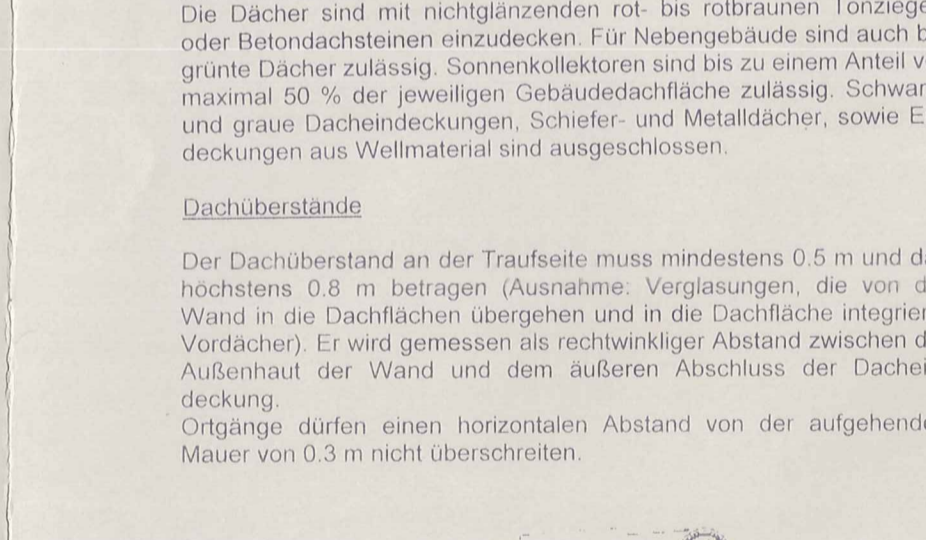 Die Dächer sind mit nichtglänzenden rot- bis rotbraunen Tonziege
oder Betondachsteinen einzudecken. Für Nebengebäude sind auch b
grünte Dächer zulässig. Sonnenkollektoren sind bis zu einem Anteil v
maximal 50 % der jeweiligen Gebäudedachfläche zulässig. Schwar
und graue Dacheindeckungen, Schiefer- und Metalldächer, sowie E
deckungen aus Wellmaterial sind ausgeschlossen.
Dachüberstände
Der Dachüberstand an der Traufseite muss mindestens 0.5 m und d
höchstens 0.8 m betragen (Ausnahme: Verglasungen, die von d
Wand in die Dachflächen übergehen und in die Dachfläche integrier
Vordächer). Er wird gemessen als rechtwinkliger Abstand zwischen d
Außenhaut der Wand und dem äußeren Abschluss der Dachei
deckung.
Ortgänge dürfen einen horizontalen Abstand von der aufgehend
Mauer von 0.3 m nicht überschreiten.